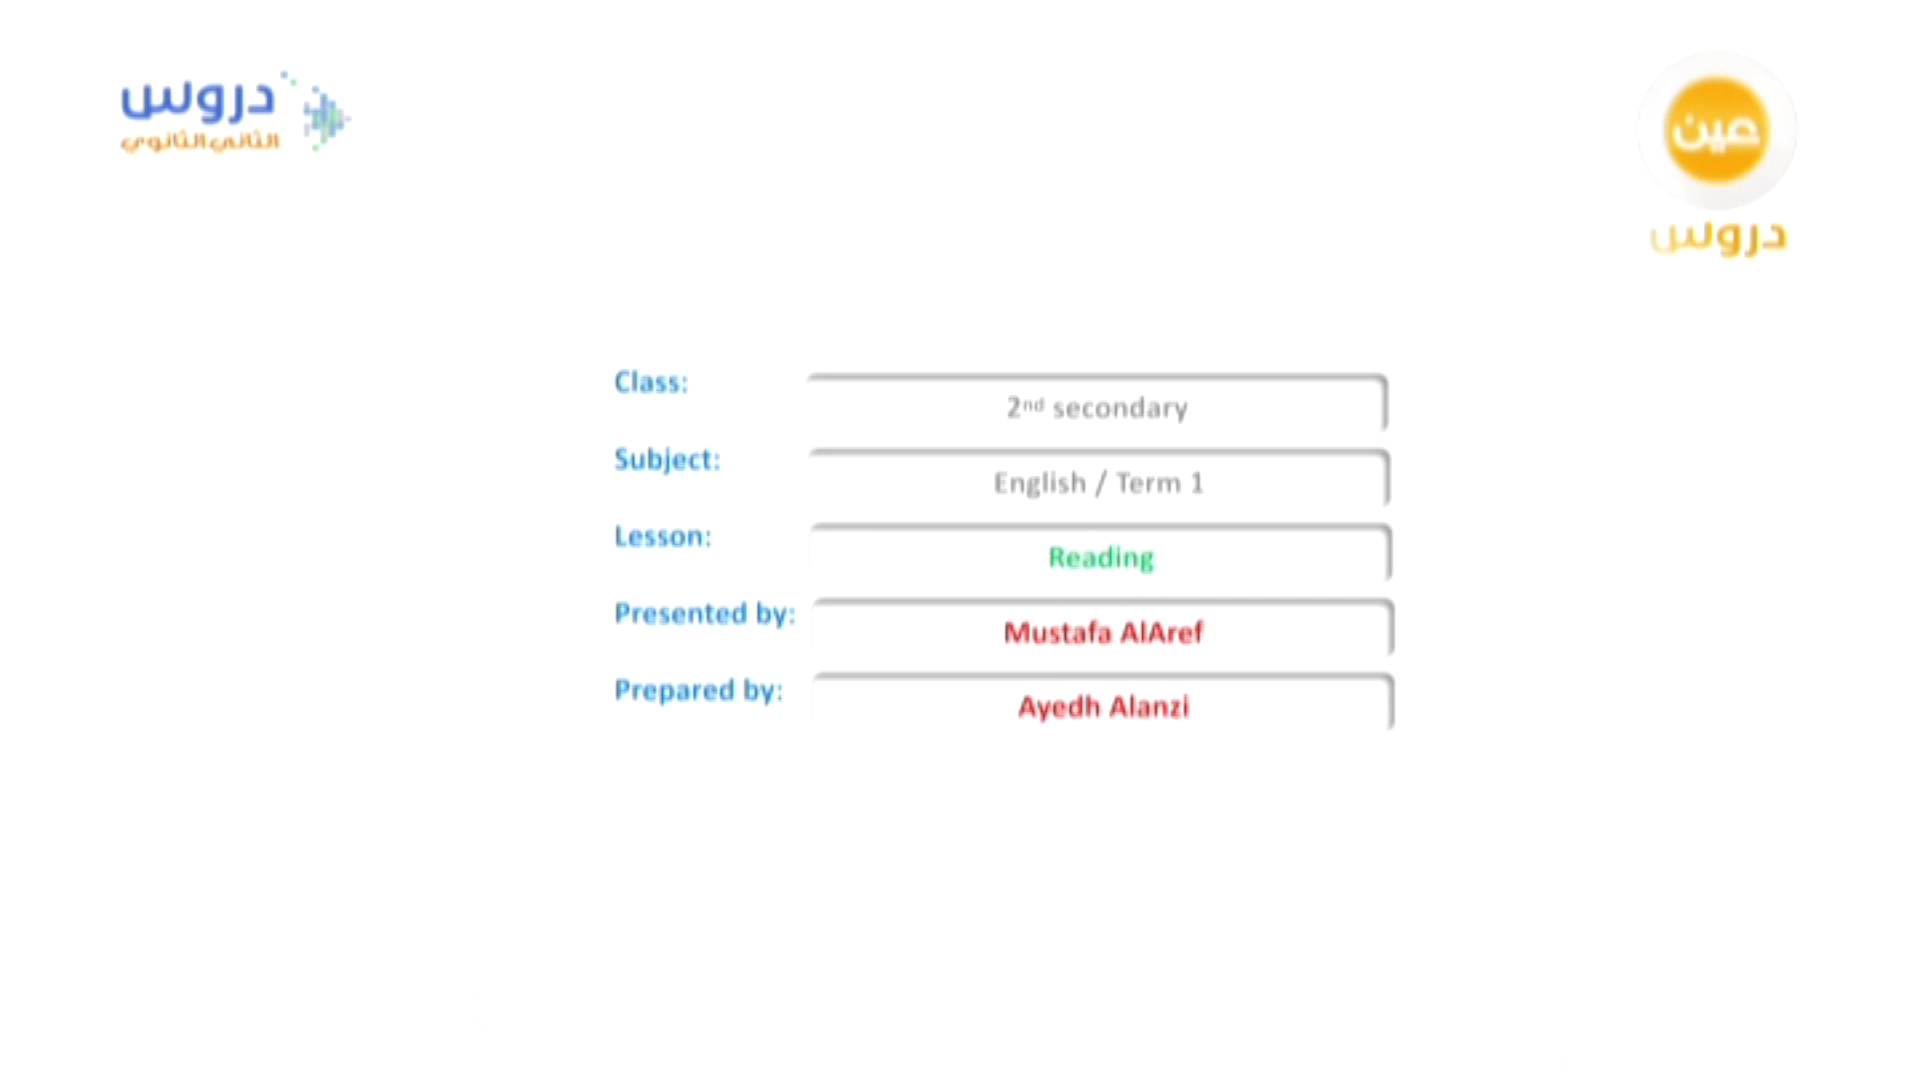 دروس
الثاني الثانوي
عين
دروس
Class:
2nd secondary
Subject:
English / Term 1
Lesson:
Reading
Presented by:
Mustafa AlAref
Prepared by:
Ayedh Alanzi